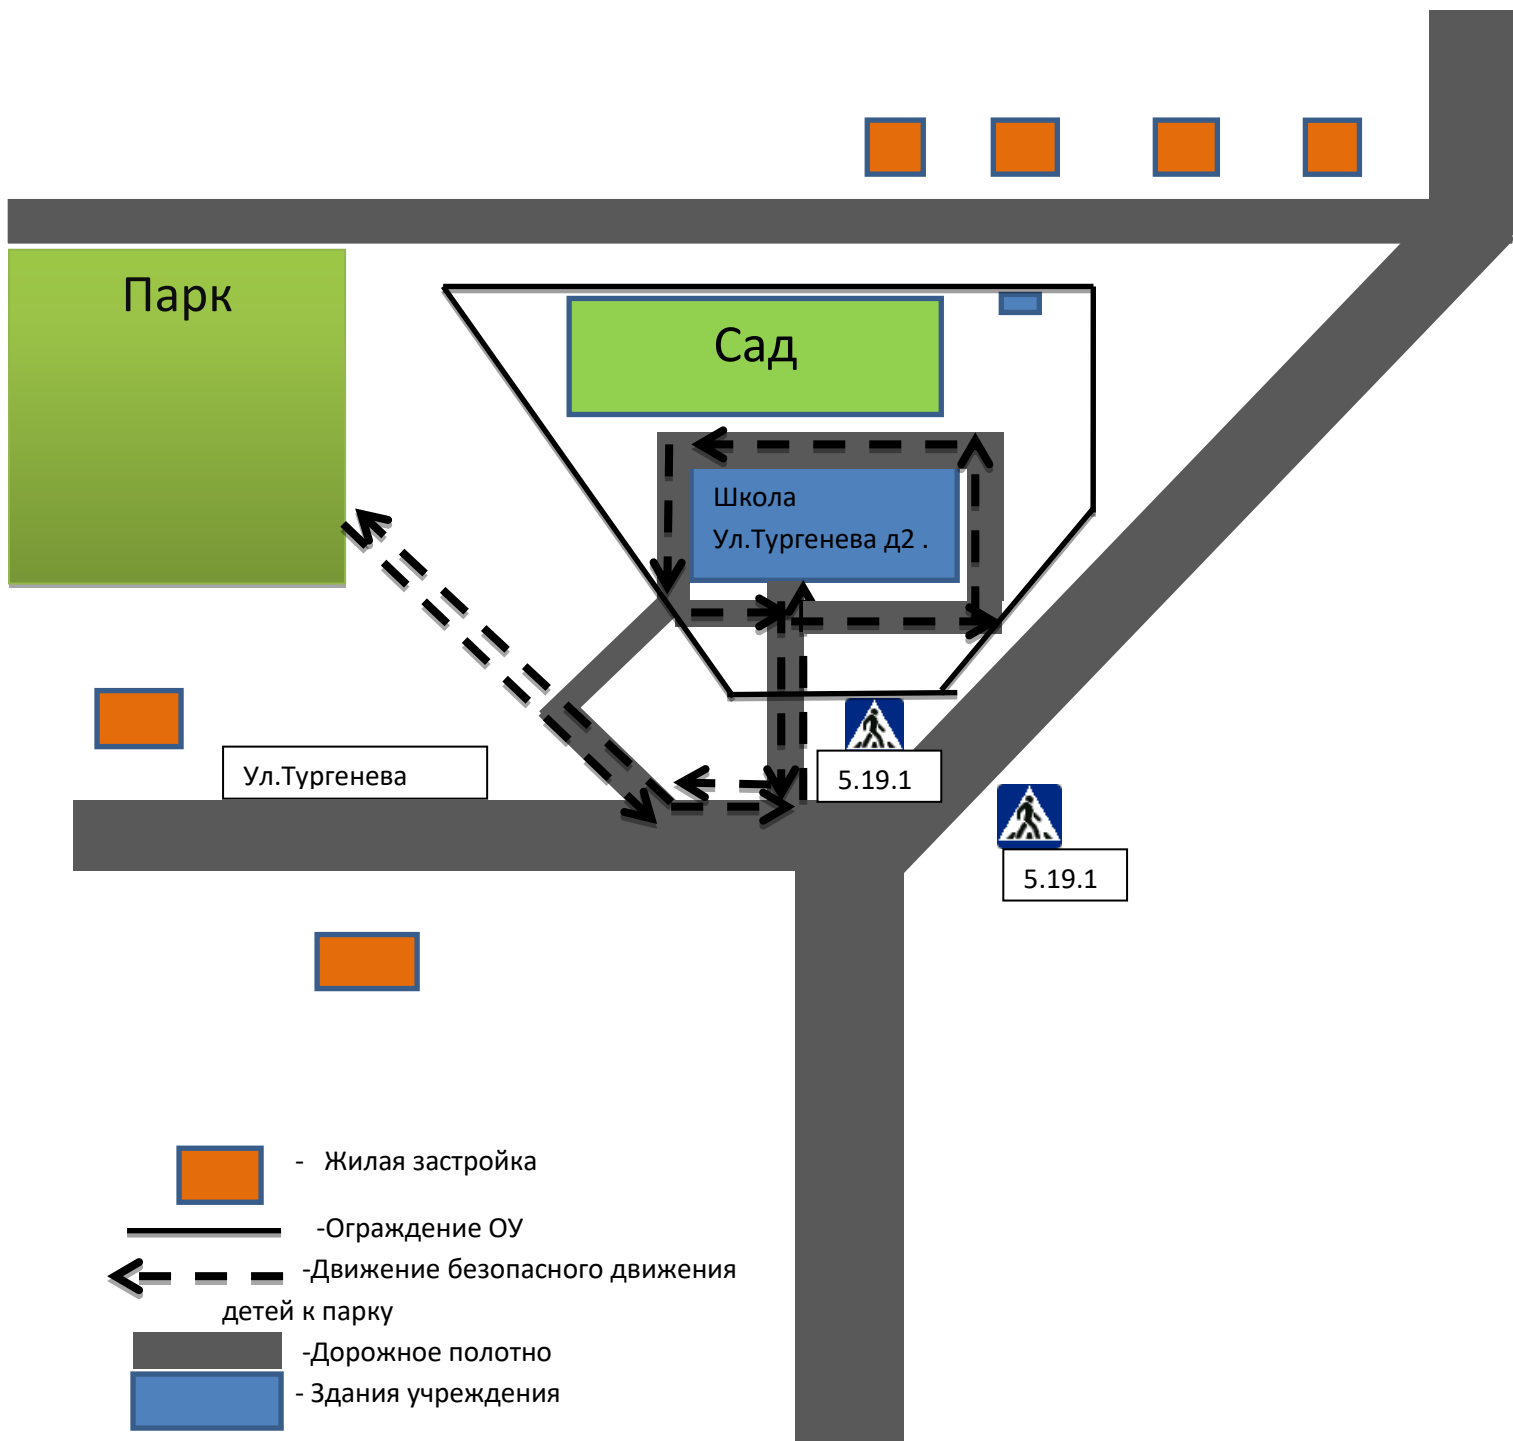 Парк
Сад
Школа
Ул.Тургенева д2 .
Ул.Тургенева
5.19.1
5.19.1
- Жилая застройка
-Ограждение ОУ
-Движение безопасного движения
детей к парку
-Дорожное полотно
- Здания учреждения